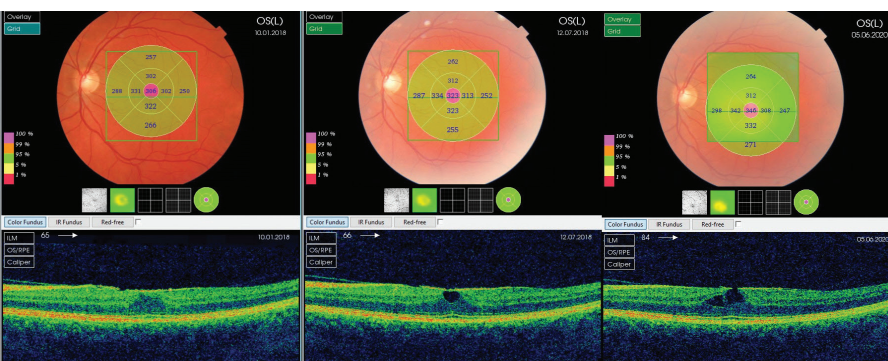 Overlay
Grid
OS(L)
10.01.2018
257
302
288 331 308 302 259
322
266
100 %
99 %
95 %
5 %
1 %
Color Fundus IR Fundus Red-free
ILM 65 10.01.2018
OS/RPE
Caliper
Overlay
Grid
OS(L)
12.07.2018
262
312
287 334 323 313 252
323
255
100 %
99 %
95 %
5 %
1 %
Color Fundus IR Fundus Red-free
ILM 66 12.07.2018
OS/RPE
Caliper
Overlay
Grid
OS(L)
05.06.2020
264
312
298 342 346 308 247
332
271
100 %
99 %
95 %
5 %
1 %
Color Fundus IR Fundus Red-free
ILM 84 05.06.2020
OS/RPE
Caliper